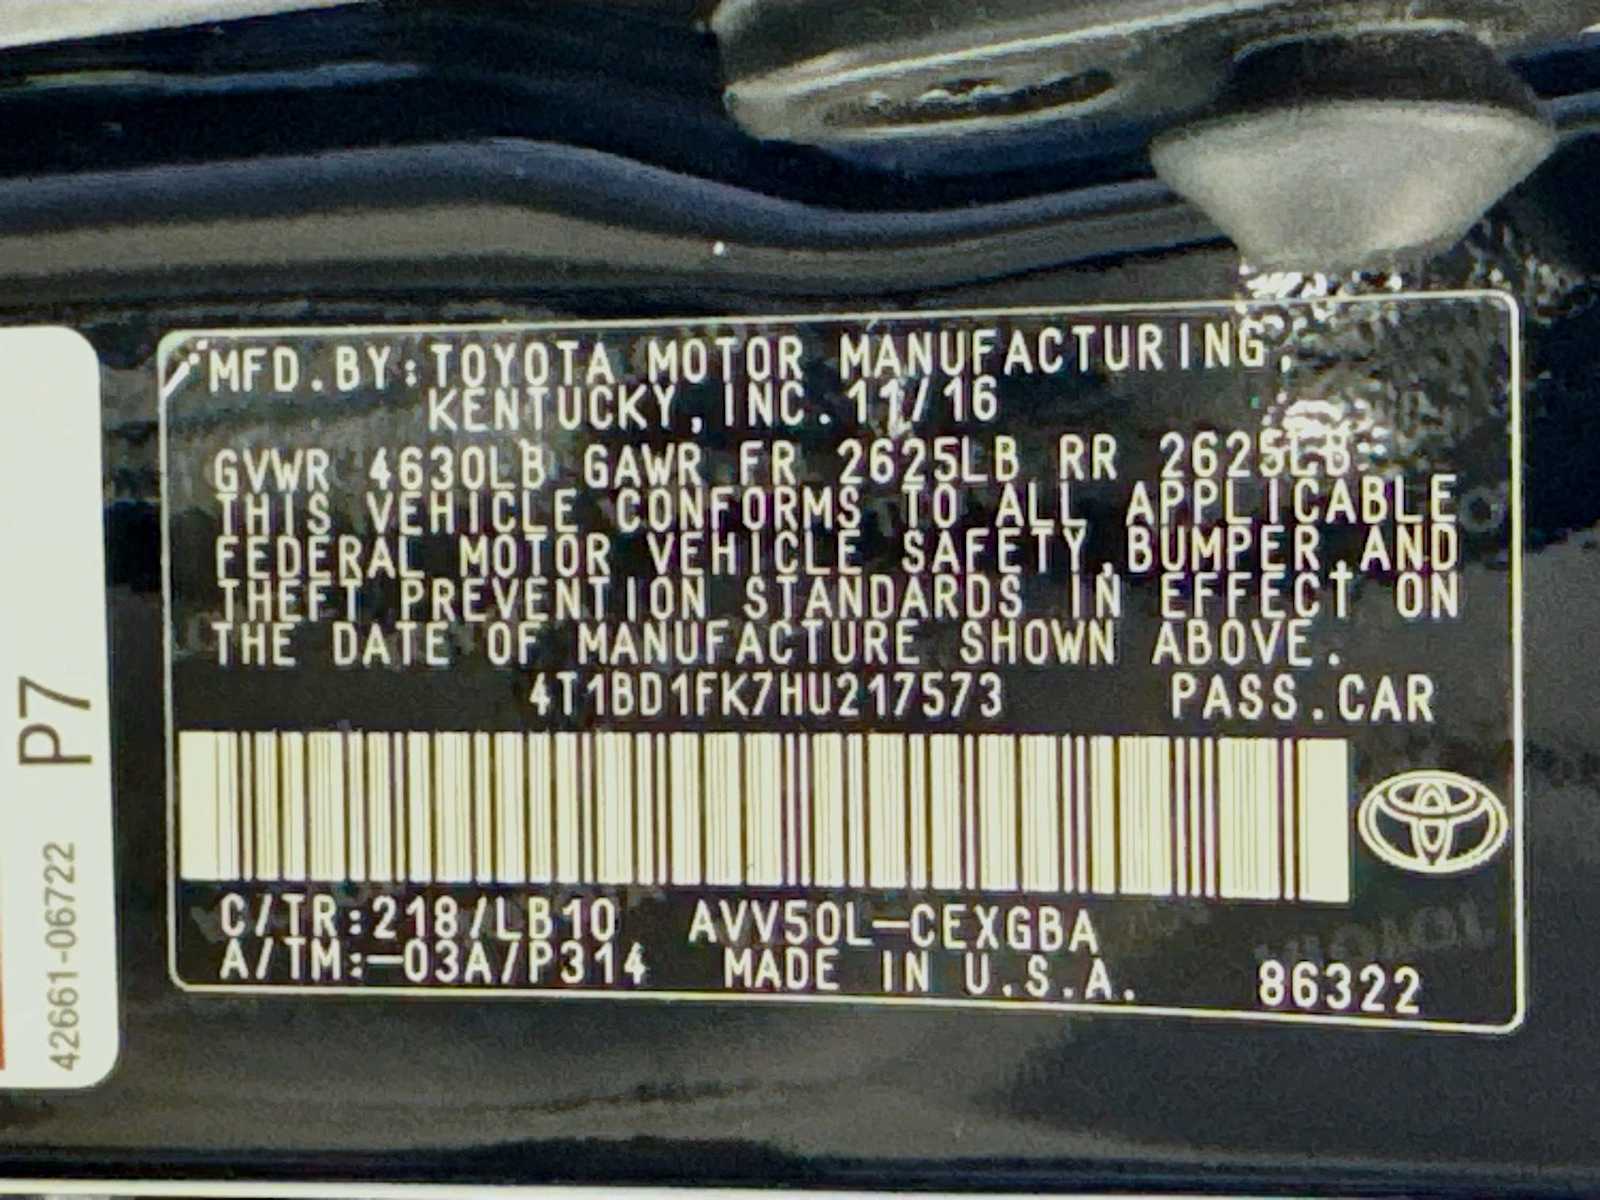 MFD.BY:TOYOTA MOTOR MANUFACTURING,
KENTUCKY,INC.11/16
GVWR 4630LB GAWR FR 2625LB RR 2625LB
THIS VEHICLE CONFORMS TO ALL APPLICABLE
FEDERAL MOTOR VEHICLE SAFETY,BUMPER,AND
THEFT PREVENTION STANDARDS IN EFFECT ON
THE DATE OF MANUFACTURE SHOWN ABOVE.
4T1BD1FK7HU217573 PASS.CAR
C/TR:218/LB10 AVV50L-CEXGBA
A/TM:-03A/P314 MADE IN U.S.A. 86322
42661-06722 P7